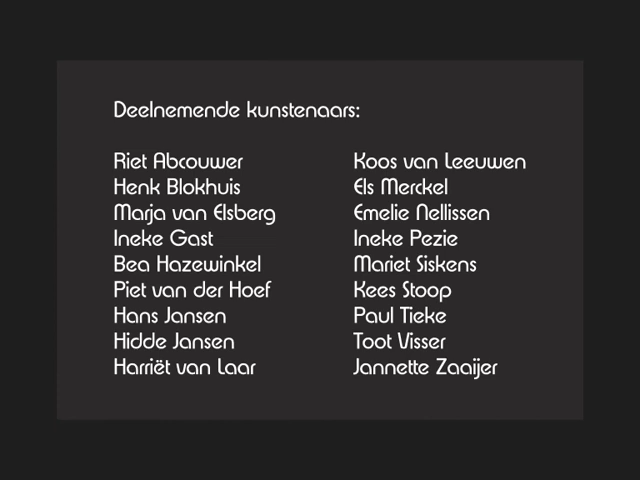 Deelnemende kunstenaars:
Riet Abcouwer
Henk Blokhuis
Marja van Elsberg
Ineke Gast
Bea Hazewinkel
Piet van der Hoef
Hans Jansen
Hidde Jansen
Harriët van Laar
Koos van Leeuwen
Els Merckel
Emelie Nellissen
Ineke Pezie
Mariet Siskens
Kees Stoop
Paul Tieke
Toot Visser
Jannette Zaaijer